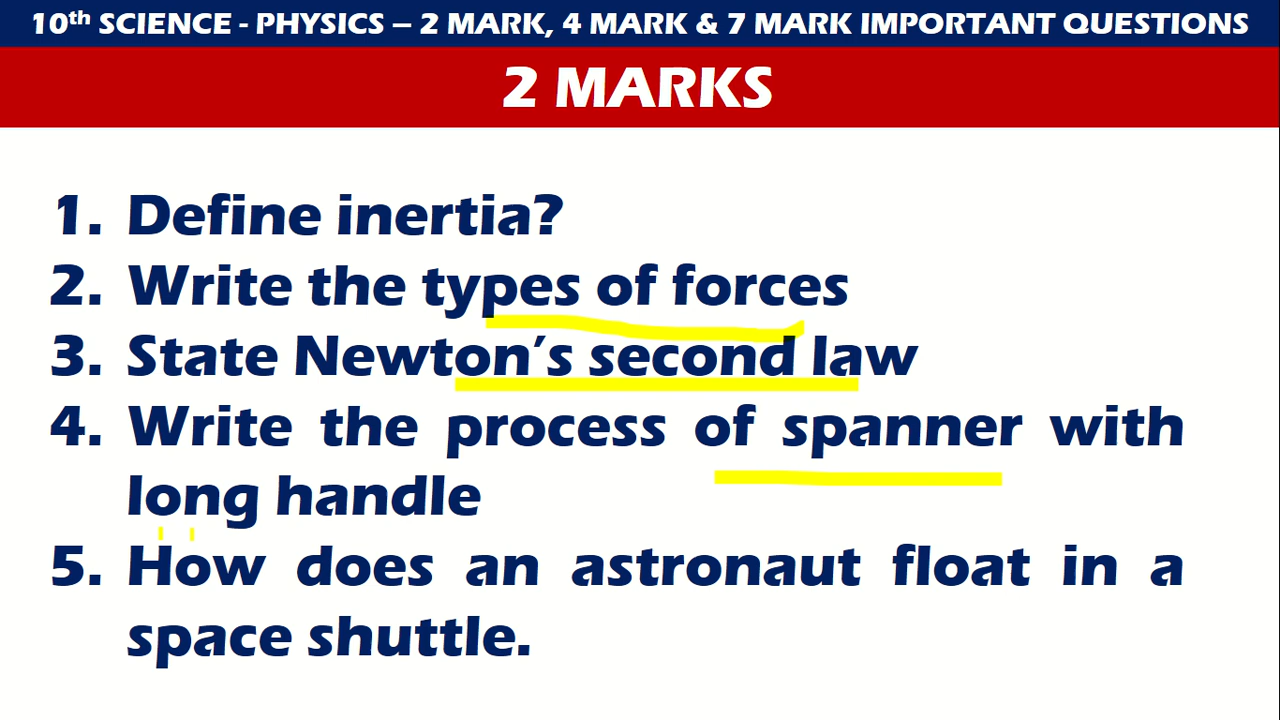 10th SCIENCE - PHYSICS – 2 MARK, 4 MARK & 7 MARK IMPORTANT QUESTIONS
2 MARKS
1. Define inertia?
2. Write the types of forces
3. State Newton's second law
4. Write the process of spanner with
long handle
5. How does an astronaut float in a
space shuttle.